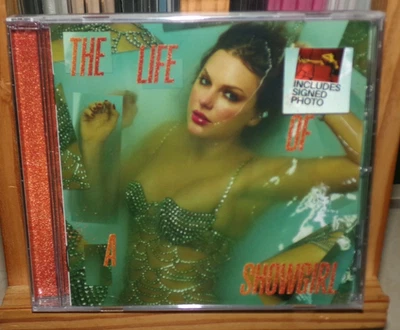 THE LIFE
OF
A
SHOWGIRL
INCLUDES
SIGNED
PHOTO